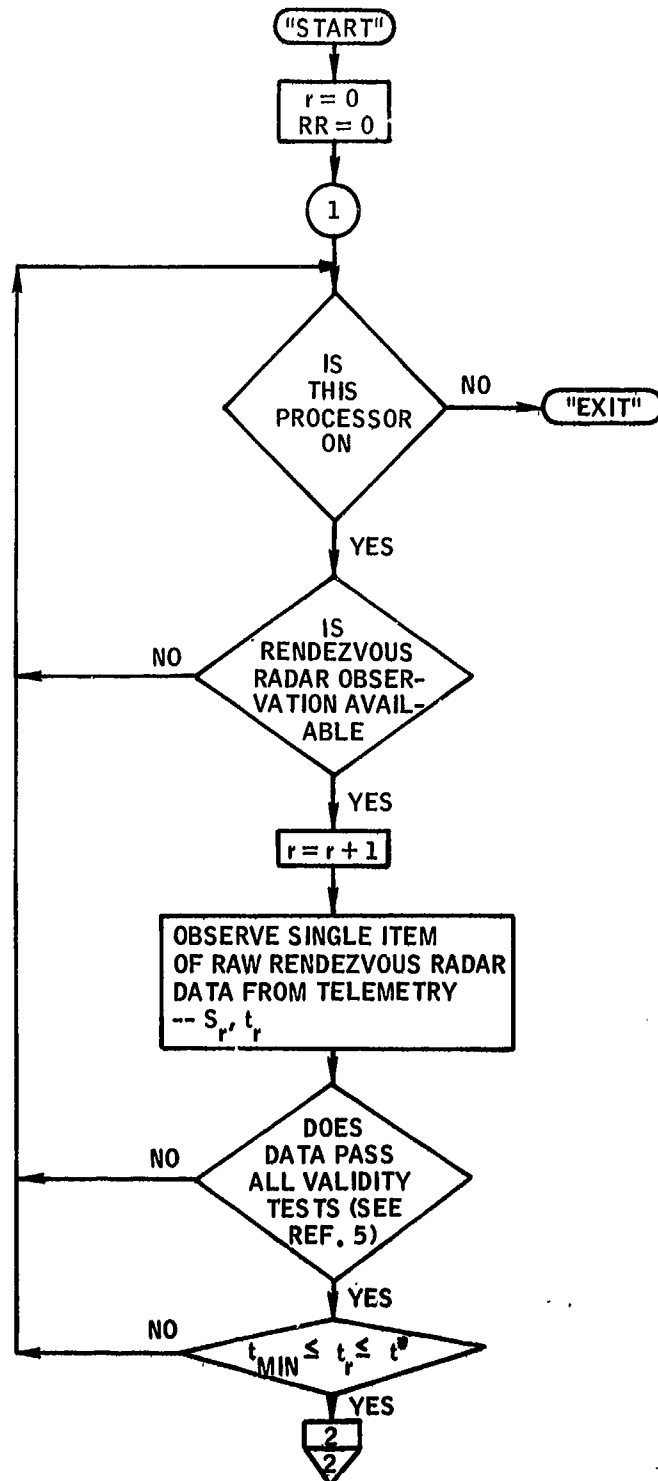 "START"
r = 0
RR = 0
1
IS
THIS
PROCESSOR
ON
NO
"EXIT"
YES
IS
RENDEZVOUS
RADAR OBSER-
VATION AVAIL-
ABLE
NO
YES
r = r + 1
OBSERVE SINGLE ITEM
OF RAW RENDEZVOUS RADAR
DATA FROM TELEMETRY
-- S_r, t_r
DOES
DATA PASS
ALL VALIDITY
TESTS (SEE
REF. 5)
NO
YES
t_MIN ≤ t_r ≤ t*
NO
YES
2
2